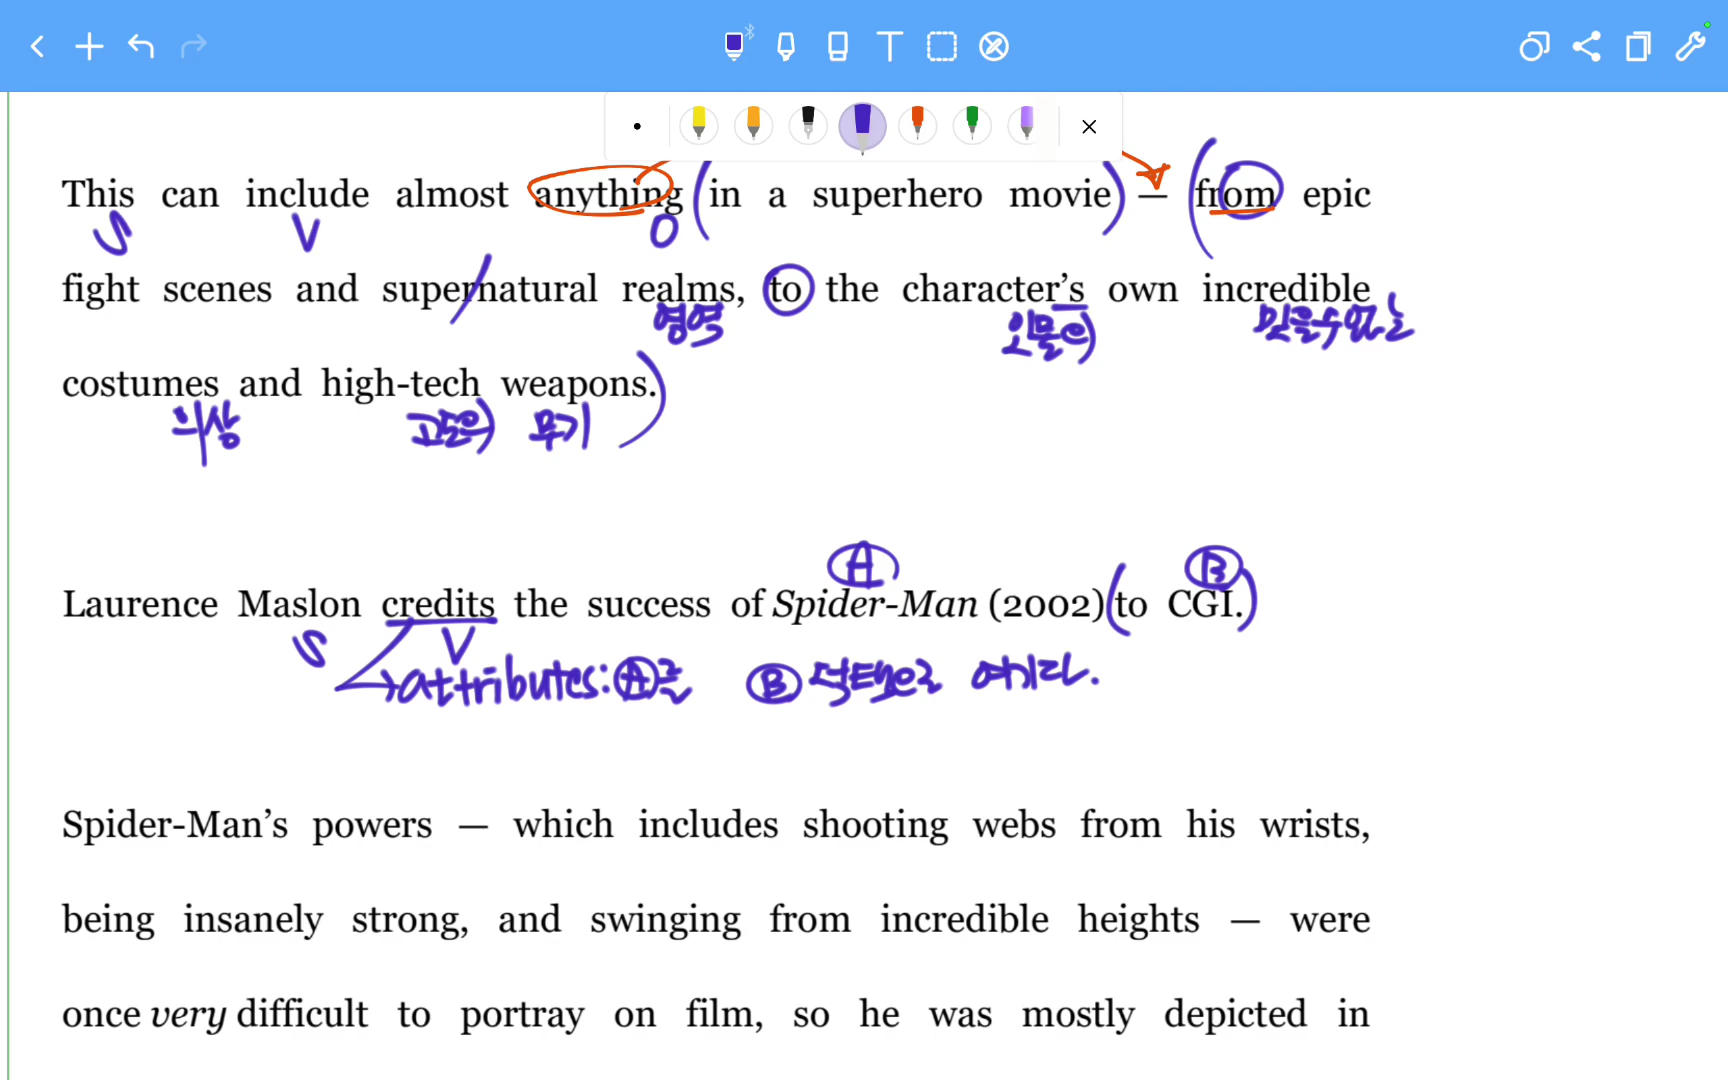 This can include almost anything (in a superhero movie) — (from epic
S V O
fight scenes and super/natural realms, to the character's own incredible
영역 인물의 믿을수없는
costumes and high-tech weapons.)
의상 고도의 무기
A B
Laurence Maslon credits the success of Spider-Man (2002) (to CGI.)
S V
→attributes: A를 B 덕택으로 여기다.
Spider-Man's powers — which includes shooting webs from his wrists,
being insanely strong, and swinging from incredible heights — were
once very difficult to portray on film, so he was mostly depicted in